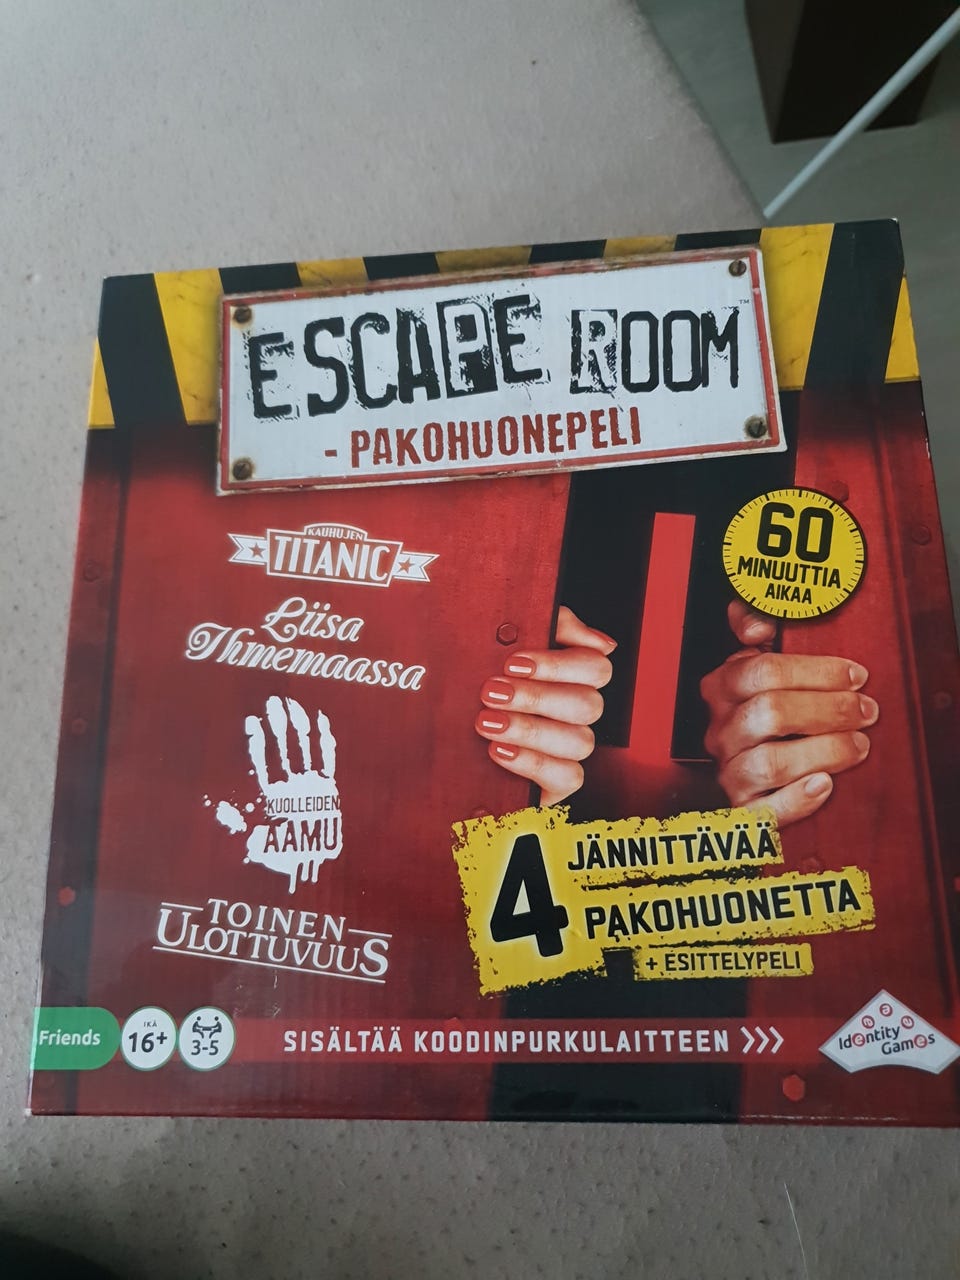 ESCAPE ROOM™
- PAKOHUONEPELI
60
MINUUTTIA
AIKAA
KAUHUJEN
TITANIC
Liisa
Ihmemaassa
KUOLLEIDEN
AAMU
TOINEN
ULOTTUVUUS
4 JÄNNITTÄVÄÄ
PAKOHUONETTA
+ ESITTELYPELI
Friends
IKÄ
16+
3-5
SISÄLTÄÄ KOODINPURKULAITTEEN >>>
Identity
Games